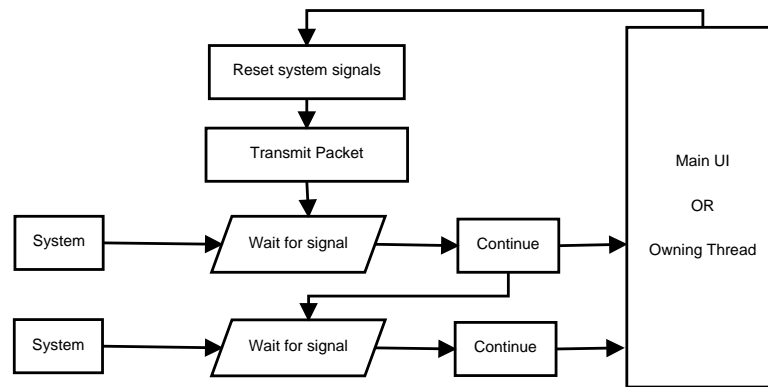 Reset system signals
Transmit Packet
Main UI
OR
Owning Thread
System
Wait for signal
Continue
System
Wait for signal
Continue